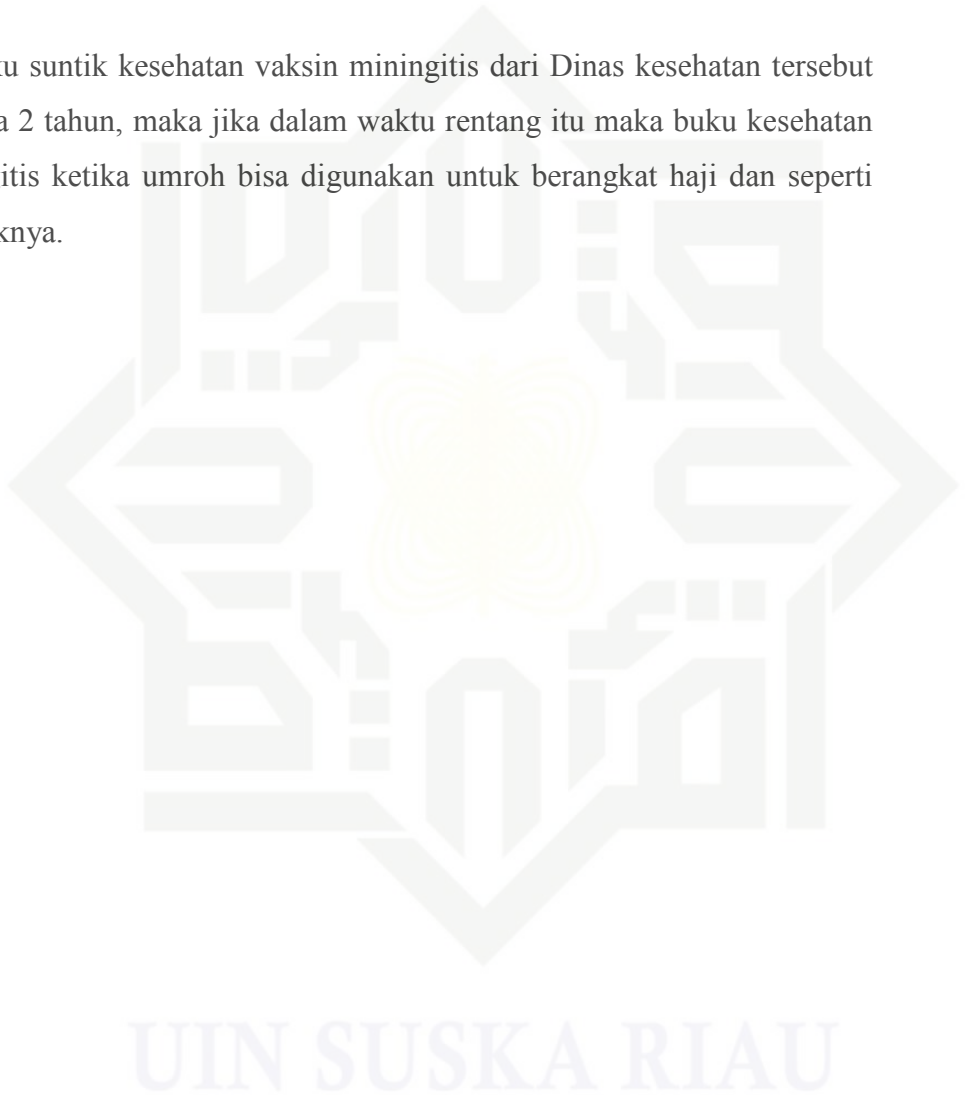 u suntik kesehatan vaksin miningitis dari Dinas kesehatan tersebut
a 2 tahun, maka jika dalam waktu rentang itu maka buku kesehatan
itis ketika umroh bisa digunakan untuk berangkat haji dan seperti
knya.
UIN SUSKA RIAU